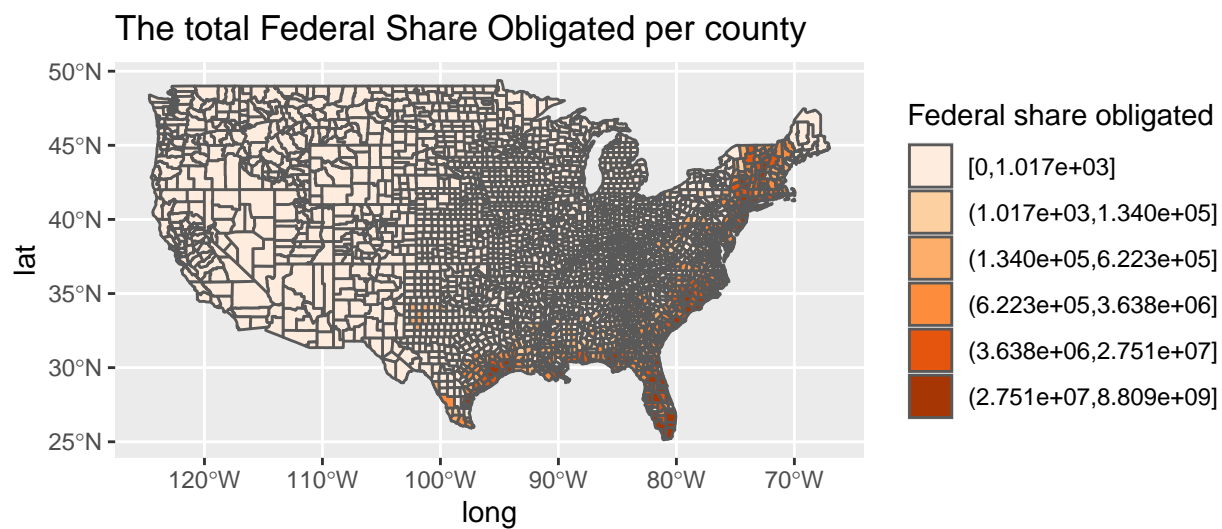 The total Federal Share Obligated per county
50°N
45°N
40°N
35°N
30°N
25°N
lat
120°W 110°W 100°W 90°W 80°W 70°W
long
Federal share obligated
[0,1.017e+03]
(1.017e+03,1.340e+05]
(1.340e+05,6.223e+05]
(6.223e+05,3.638e+06]
(3.638e+06,2.751e+07]
(2.751e+07,8.809e+09]